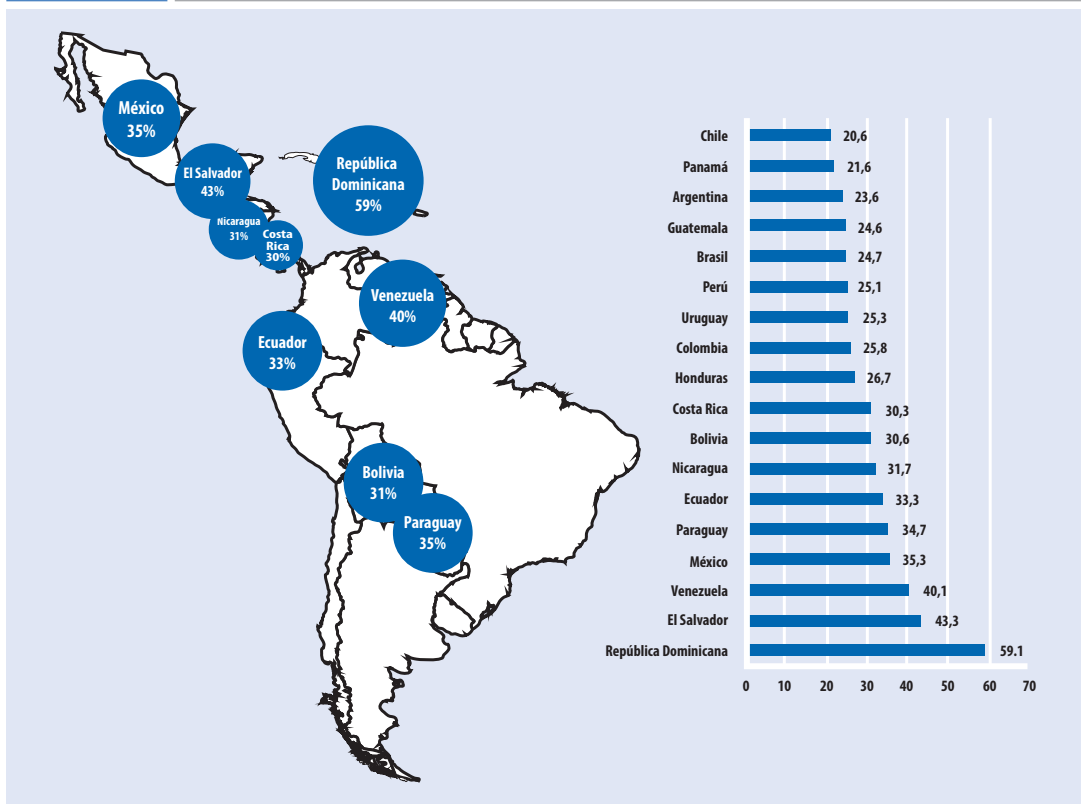 México
35%
El Salvador
43%
Nicaragua
31%
Costa
Rica
30%
República
Dominicana
59%
Venezuela
40%
Ecuador
33%
Bolivia
31%
Paraguay
35%
Chile 20,6
Panamá 21,6
Argentina 23,6
Guatemala 24,6
Brasil 24,7
Perú 25,1
Uruguay 25,3
Colombia 25,8
Honduras 26,7
Costa Rica 30,3
Bolivia 30,6
Nicaragua 31,7
Ecuador 33,3
Paraguay 34,7
México 35,3
Venezuela 40,1
El Salvador 43,3
República Dominicana 59.1
0 10 20 30 40 50 60 70